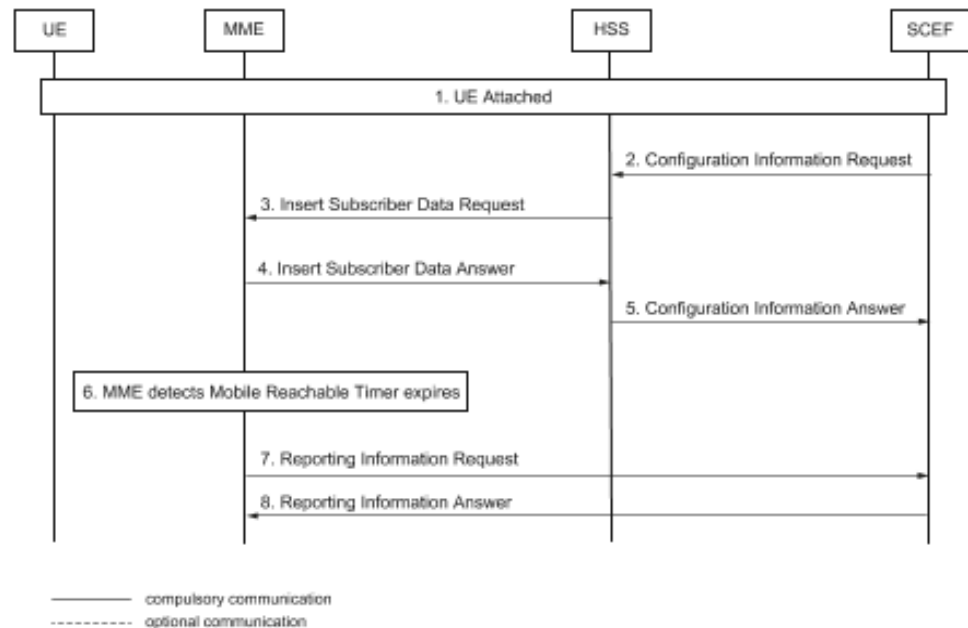 UE
MME
HSS
SCEF
1. UE Attached
2. Configuration Information Request
3. Insert Subscriber Data Request
4. Insert Subscriber Data Answer
5. Configuration Information Answer
6. MME detects Mobile Reachable Timer expires
7. Reporting Information Request
8. Reporting Information Answer
compulsory communication
optional communication